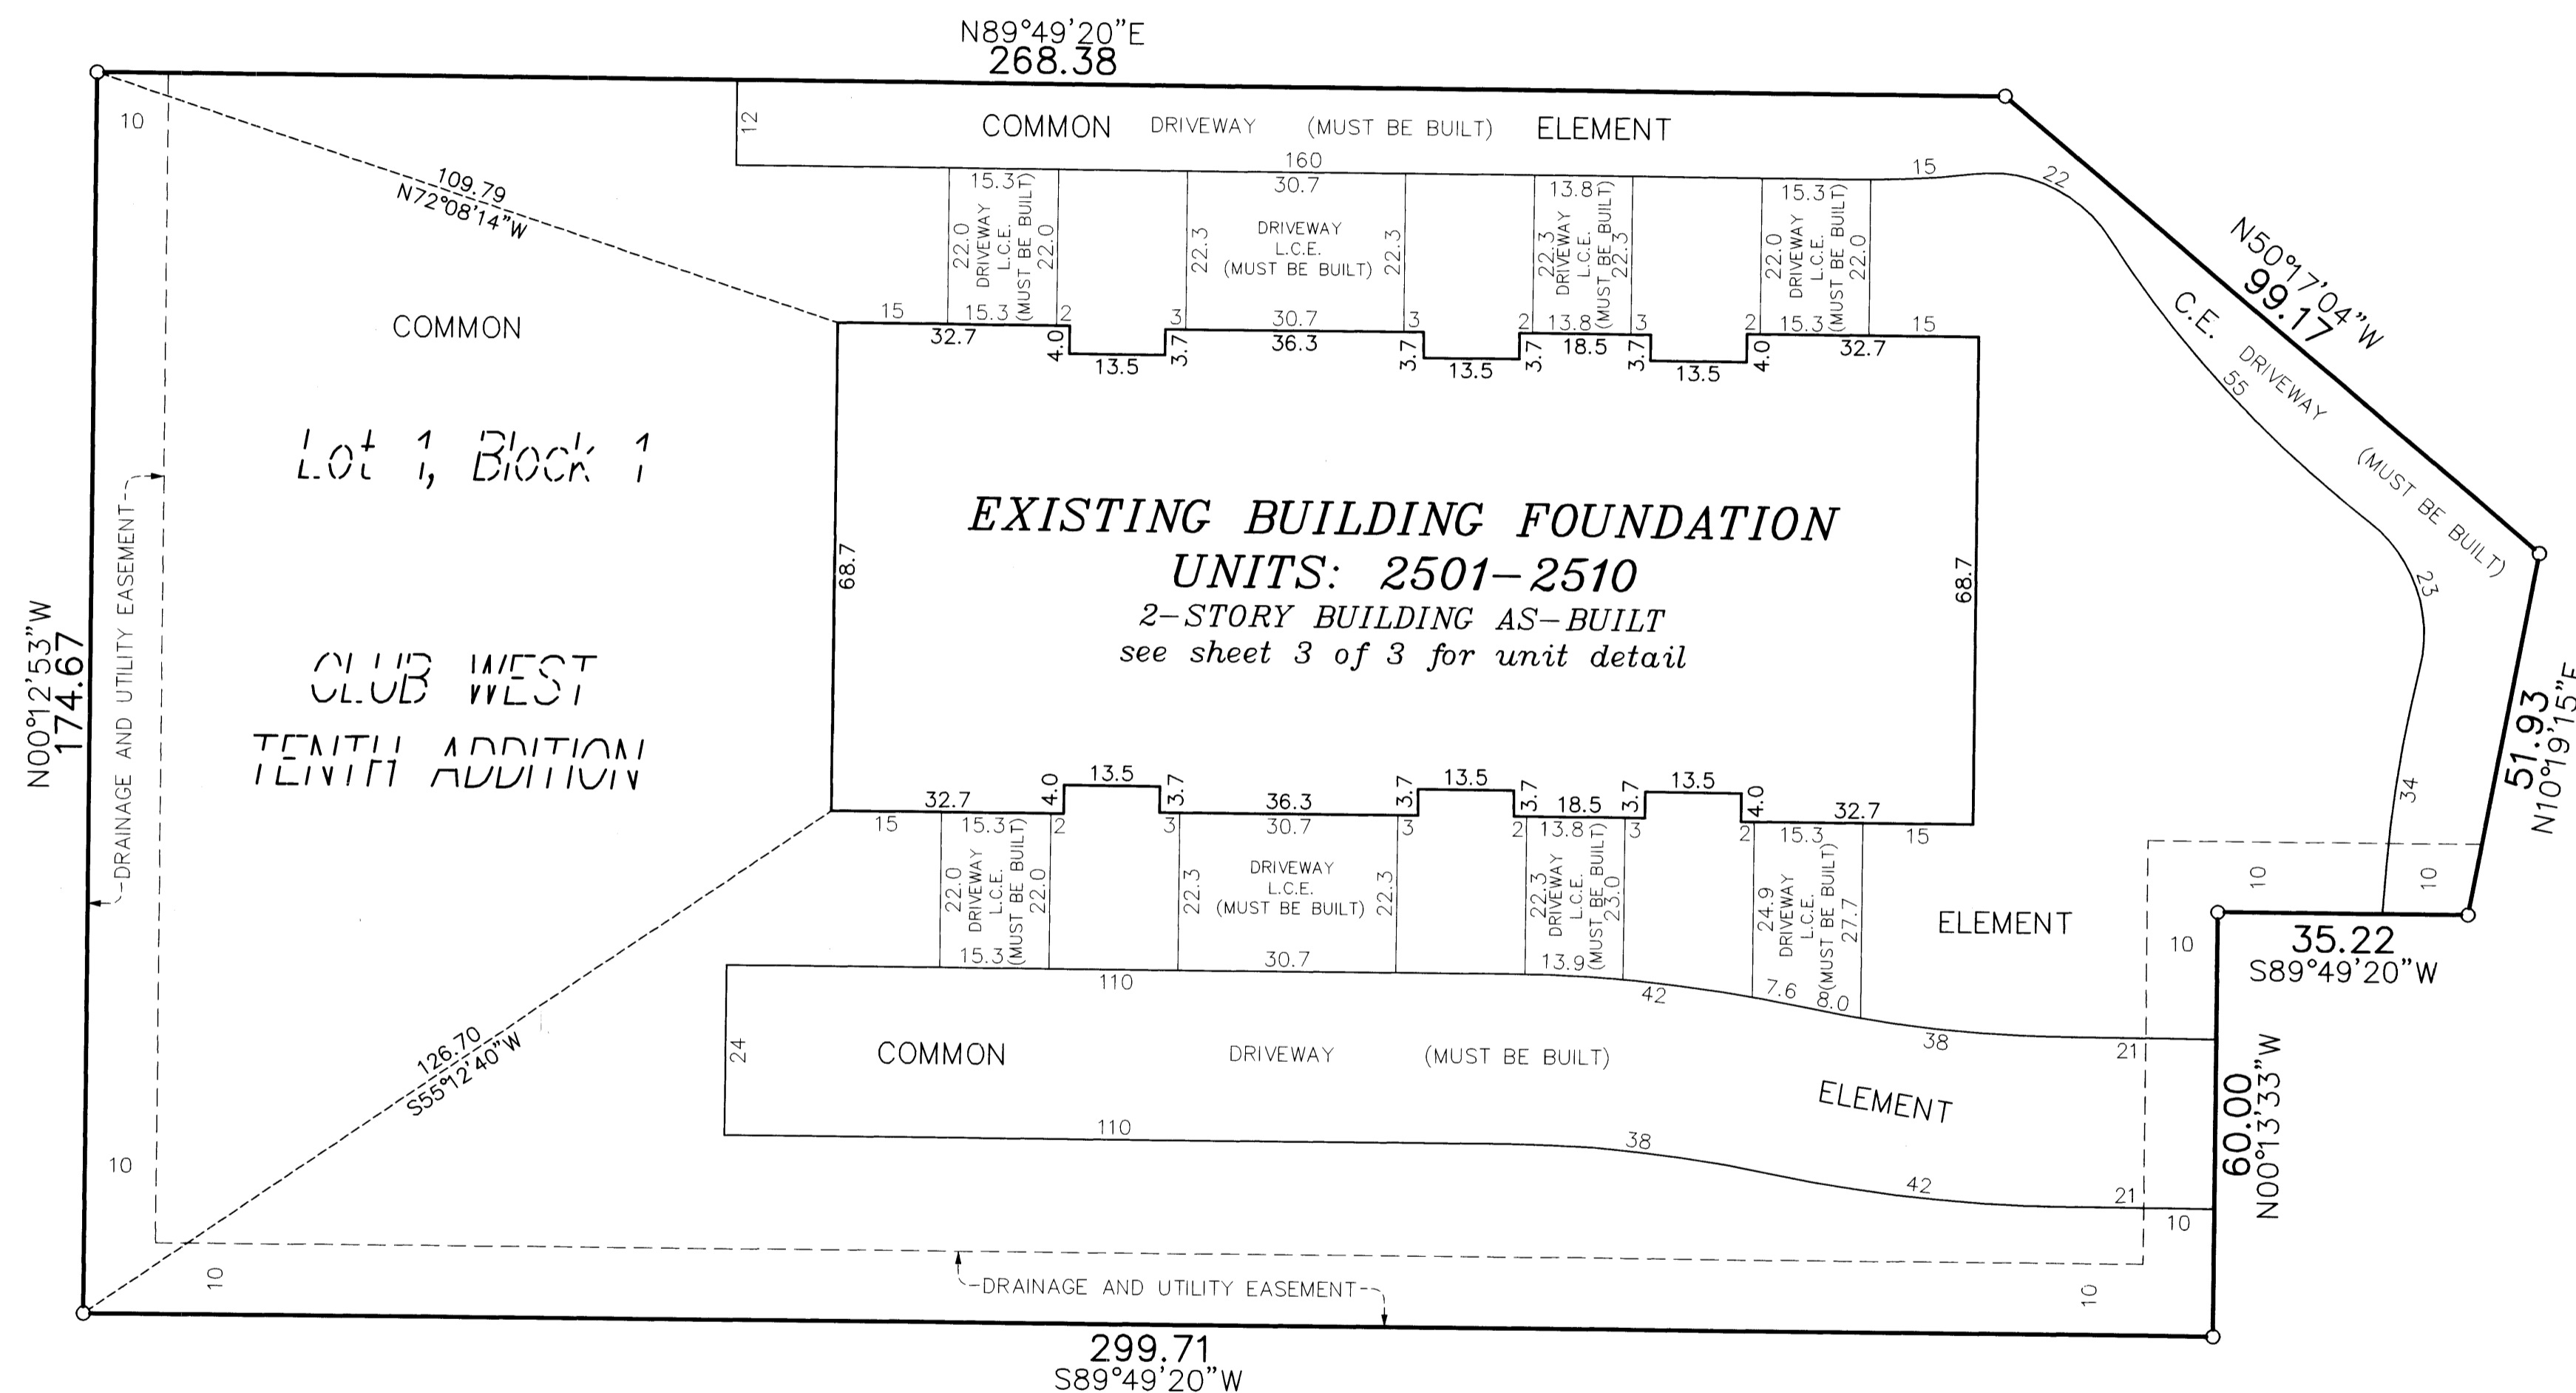 N89°49'20"E
268.38
10
12
COMMON DRIVEWAY (MUST BE BUILT) ELEMENT
160
15
22
109.79
N72°08'14"W
15.3
22.0
DRIVEWAY
L.C.E.
(MUST BE BUILT)
22.0
15.3
30.7
22.3
DRIVEWAY
L.C.E.
(MUST BE BUILT)
22.3
30.7
13.8
22.3
DRIVEWAY
L.C.E.
(MUST BE BUILT)
22.3
13.8
15.3
22.0
DRIVEWAY
L.C.E.
(MUST BE BUILT)
22.0
15.3
N50°17'04"W
99.17
C.E. DRIVEWAY (MUST BE BUILT)
55
23
34
COMMON
15
2
3
3
2
3
2
15
32.7
4.0
13.5
3.7
36.3
3.7
13.5
3.7
18.5
3.7
13.5
4.0
32.7
Lot 1, Block 1
CLUB WEST
TENTH ADDITION
DRAINAGE AND UTILITY EASEMENT
N00°12'53"W
174.67
68.7
EXISTING BUILDING FOUNDATION
UNITS: 2501-2510
2-STORY BUILDING AS-BUILT
see sheet 3 of 3 for unit detail
68.7
51.93
N10°19'15"E
32.7
4.0
13.5
3.7
36.3
3.7
13.5
3.7
18.5
3.7
13.5
4.0
32.7
15
2
3
3
2
3
2
15
15.3
22.0
DRIVEWAY
L.C.E.
(MUST BE BUILT)
22.0
15.3
30.7
22.3
DRIVEWAY
L.C.E.
(MUST BE BUILT)
22.3
30.7
13.8
22.3
DRIVEWAY
L.C.E.
(MUST BE BUILT)
23.0
13.9
15.3
24.9
DRIVEWAY
L.C.E.
(MUST BE BUILT)
27.7
7.6
8.0
ELEMENT
10
10
10
35.22
S89°49'20"W
126.70
S55°12'40"W
110
42
38
21
24
COMMON DRIVEWAY (MUST BE BUILT)
ELEMENT
60.00
N00°13'33"W
110
38
42
21
10
10
10
DRAINAGE AND UTILITY EASEMENT
10
299.71
S89°49'20"W